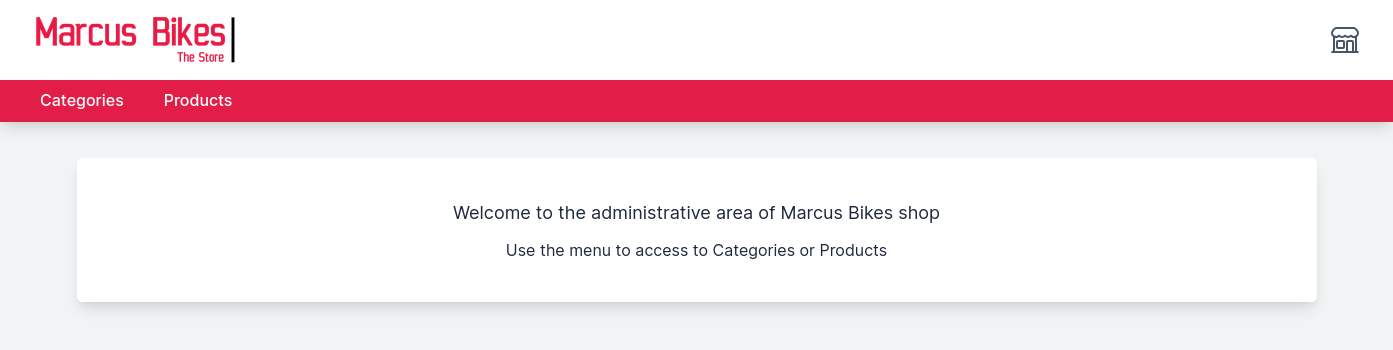 Marcus Bikes
The Store
Categories Products
Welcome to the administrative area of Marcus Bikes shop
Use the menu to access to Categories or Products